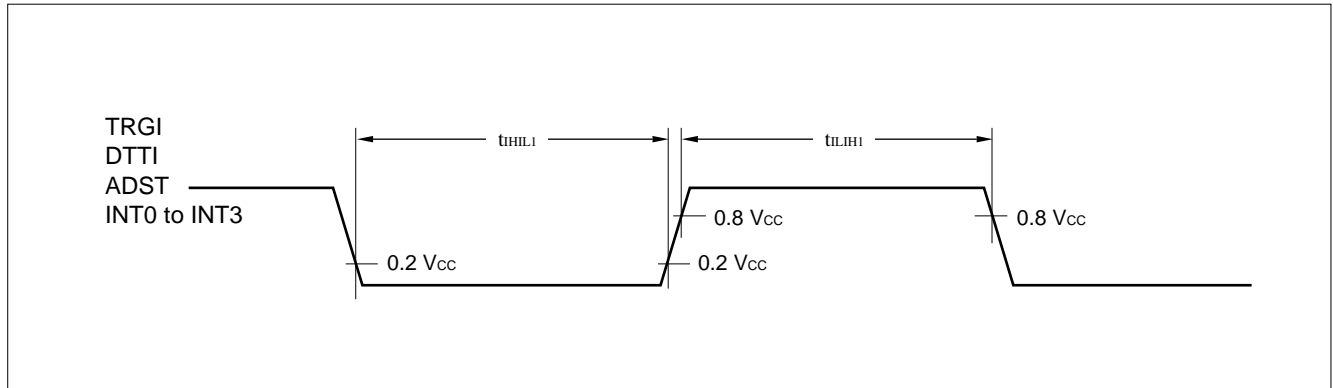 TRGI
DTTI
ADST
INT0 to INT3
tIHIL1
tILIH1
0.8 VCC
0.8 VCC
0.2 VCC
0.2 VCC